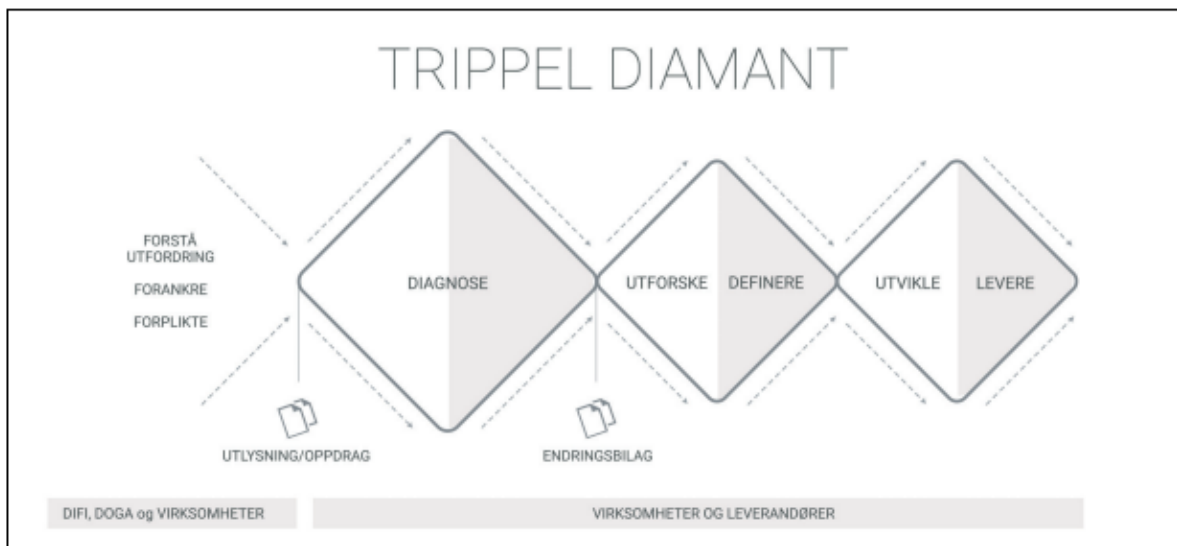 TRIPPEL DIAMANT
FORSTÅ
UTFORDRING
FORANKRE
FORPLIKTE
DIAGNOSE
UTFORSKE
DEFINERE
UTVIKLE
LEVERE
UTLYSNING/OPPDRAG
ENDRINGSBILAG
DIFI, DOGA og VIRKSOMHETER
VIRKSOMHETER OG LEVERANDØRER